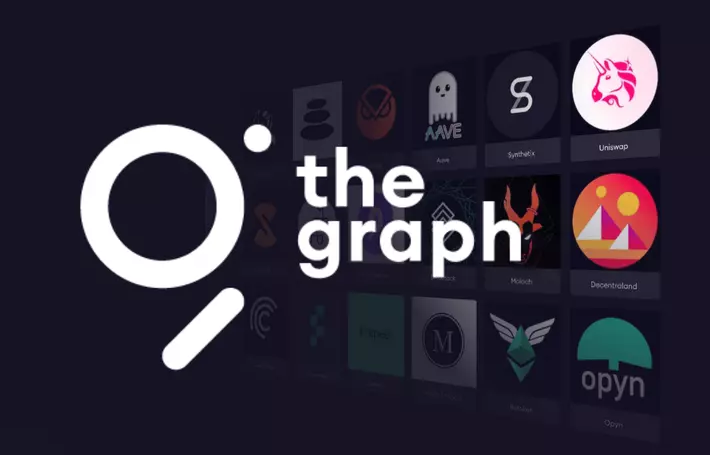 the
graph
AAVE
Aave
Synthetix
Uniswap
Moloch
Decentraland
M
opyn
Opyn